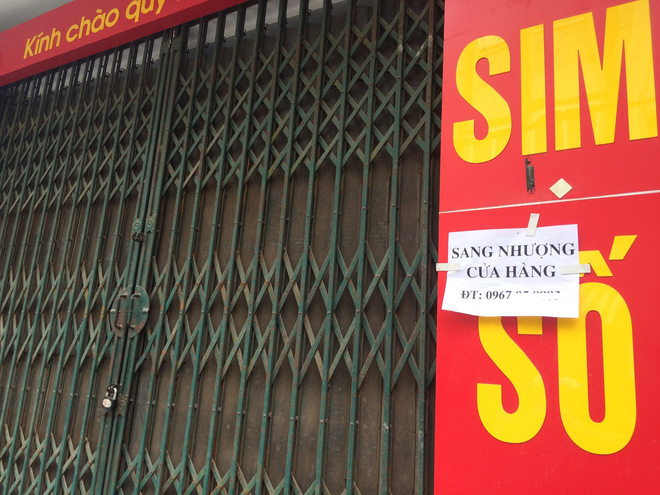 Kính chào quý
SIM
SANG NHƯỢNG
CỬA HÀNG
ĐT: 0967
SỐ